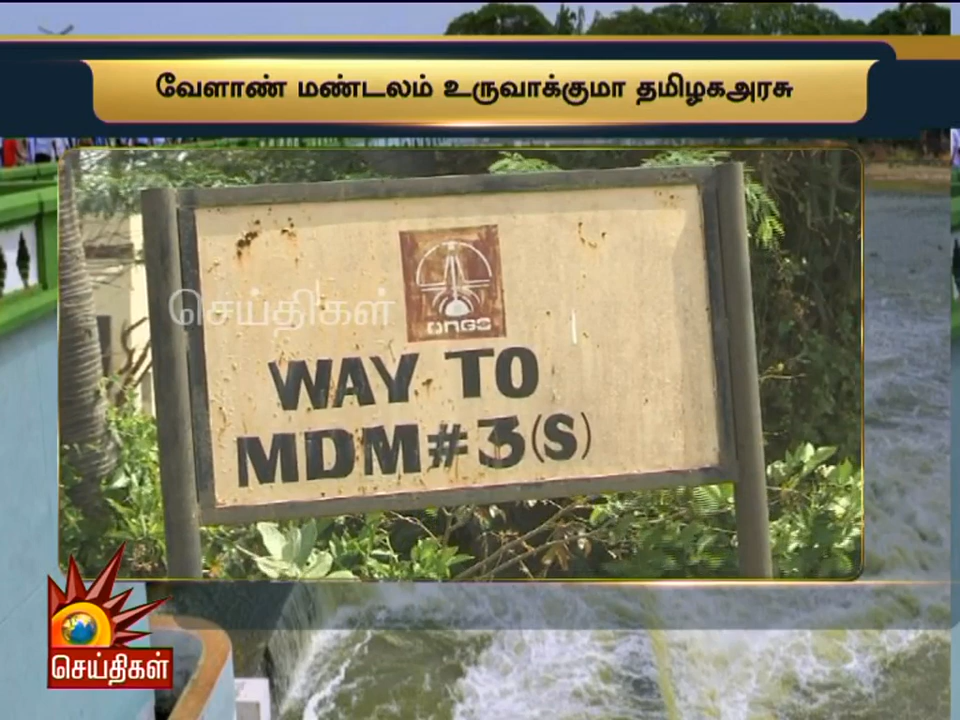 வேளாண் மண்டலம் உருவாக்குமா தமிழகஅரசு
செய்திகள்
ONGC
WAY TO
MDM#3(S)
செய்திகள்